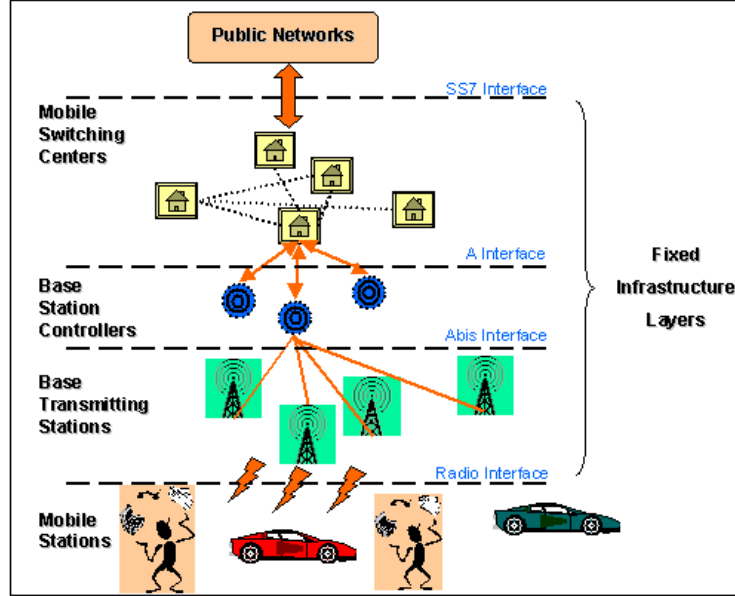 Public Networks
SS7 Interface
Mobile
Switching
Centers
A Interface
Base
Station
Controllers
Fixed
Infrastructure
Layers
Abis Interface
Base
Transmitting
Stations
Radio Interface
Mobile
Stations